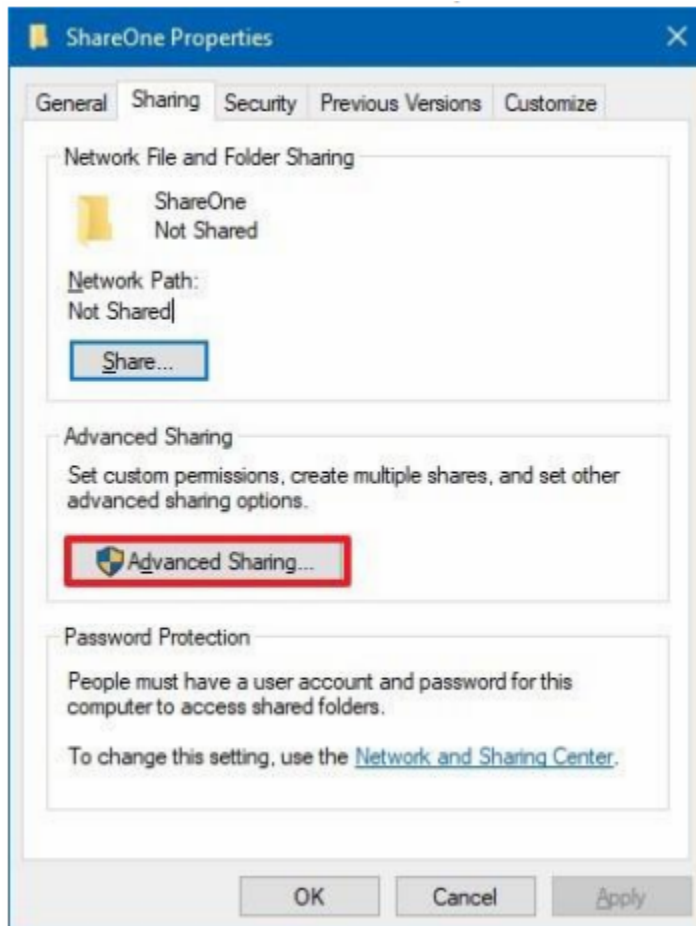 ShareOne Properties
General Sharing Security Previous Versions Customize
Network File and Folder Sharing
ShareOne
Not Shared
Network Path:
Not Shared
Share...
Advanced Sharing
Set custom permissions, create multiple shares, and set other
advanced sharing options.
Advanced Sharing...
Password Protection
People must have a user account and password for this
computer to access shared folders.
To change this setting, use the Network and Sharing Center.
OK Cancel Apply